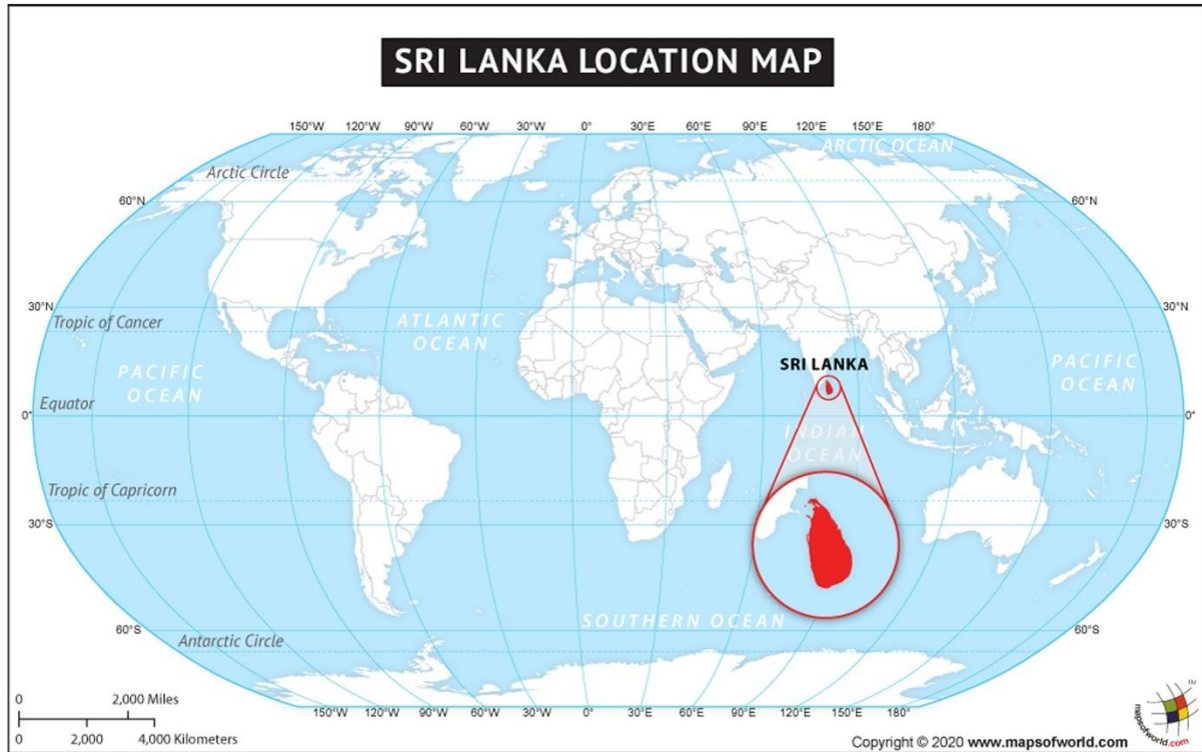 SRI LANKA LOCATION MAP
150°W 120°W 90°W 60°W 30°W 0° 30°E 60°E 90°E 120°E 150°E 180°
ARCTIC OCEAN
Arctic Circle
60°N 60°N
30°N 30°N
Tropic of Cancer
ATLANTIC
OCEAN
SRI LANKA
PACIFIC
OCEAN
PACIFIC
OCEAN
Equator
0° 0°
INDIAN
OCEAN
Tropic of Capricorn
30°S 30°S
SOUTHERN OCEAN
60°S 60°S
Antarctic Circle
0 2,000 Miles
0 2,000 4,000 Kilometers
150°W 120°W 90°W 60°W 30°W 0° 30°E 60°E 90°E 120°E 150°E 180°
TM
mapsofworld.com
Copyright © 2020 www.mapsofworld.com